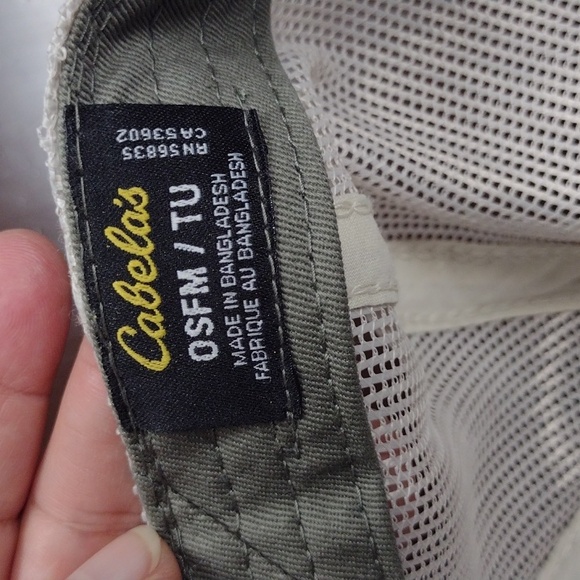 Cabela's
OSFM / TU
MADE IN BANGLADESH
FABRIQUE AU BANGLADESH
RN56835
CA53602